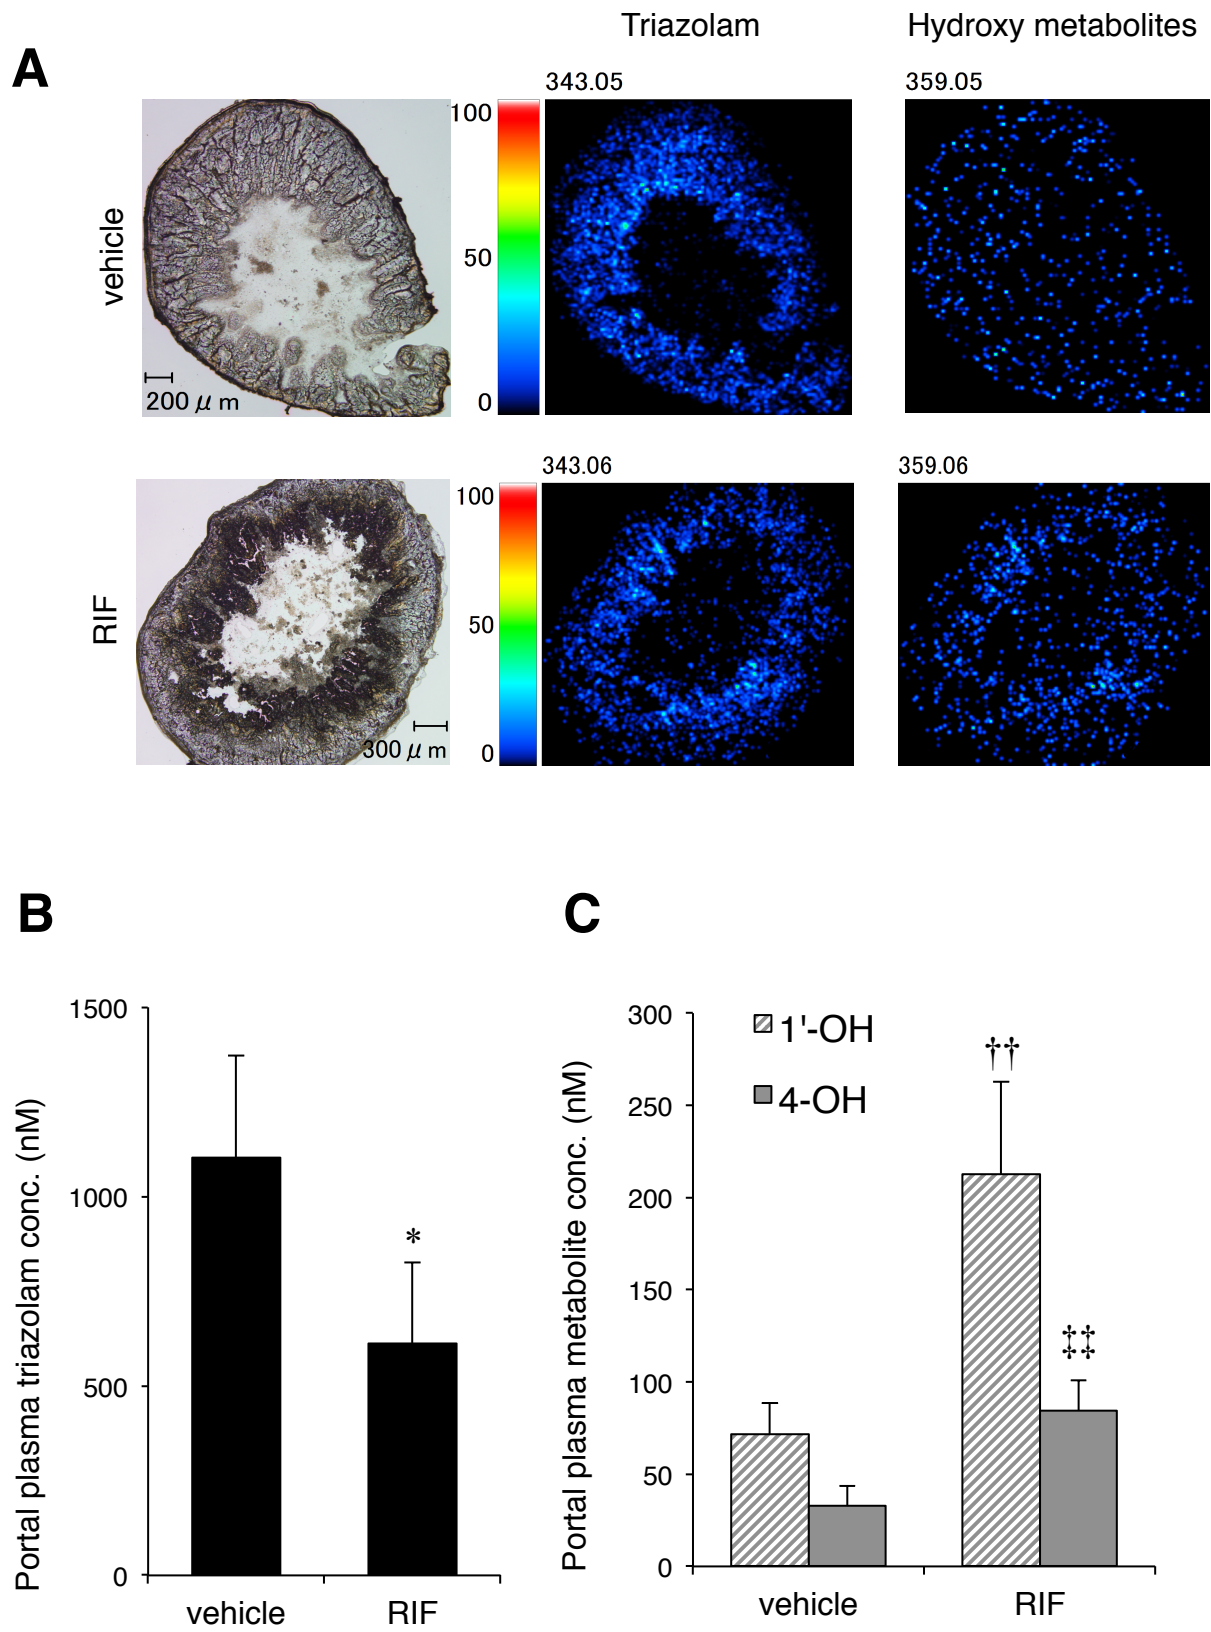 Triazolam
Hydroxy metabolites
A
343.05
359.05
vehicle
100
50
0
200 μ m
343.06
359.06
RIF
100
50
0
300 μ m
B
C
Portal plasma triazolam conc. (nM)
1500
1000
500
0
*
vehicle
RIF
Portal plasma metabolite conc. (nM)
300
250
200
150
100
50
0
1'-OH
4-OH
††
‡‡
vehicle
RIF